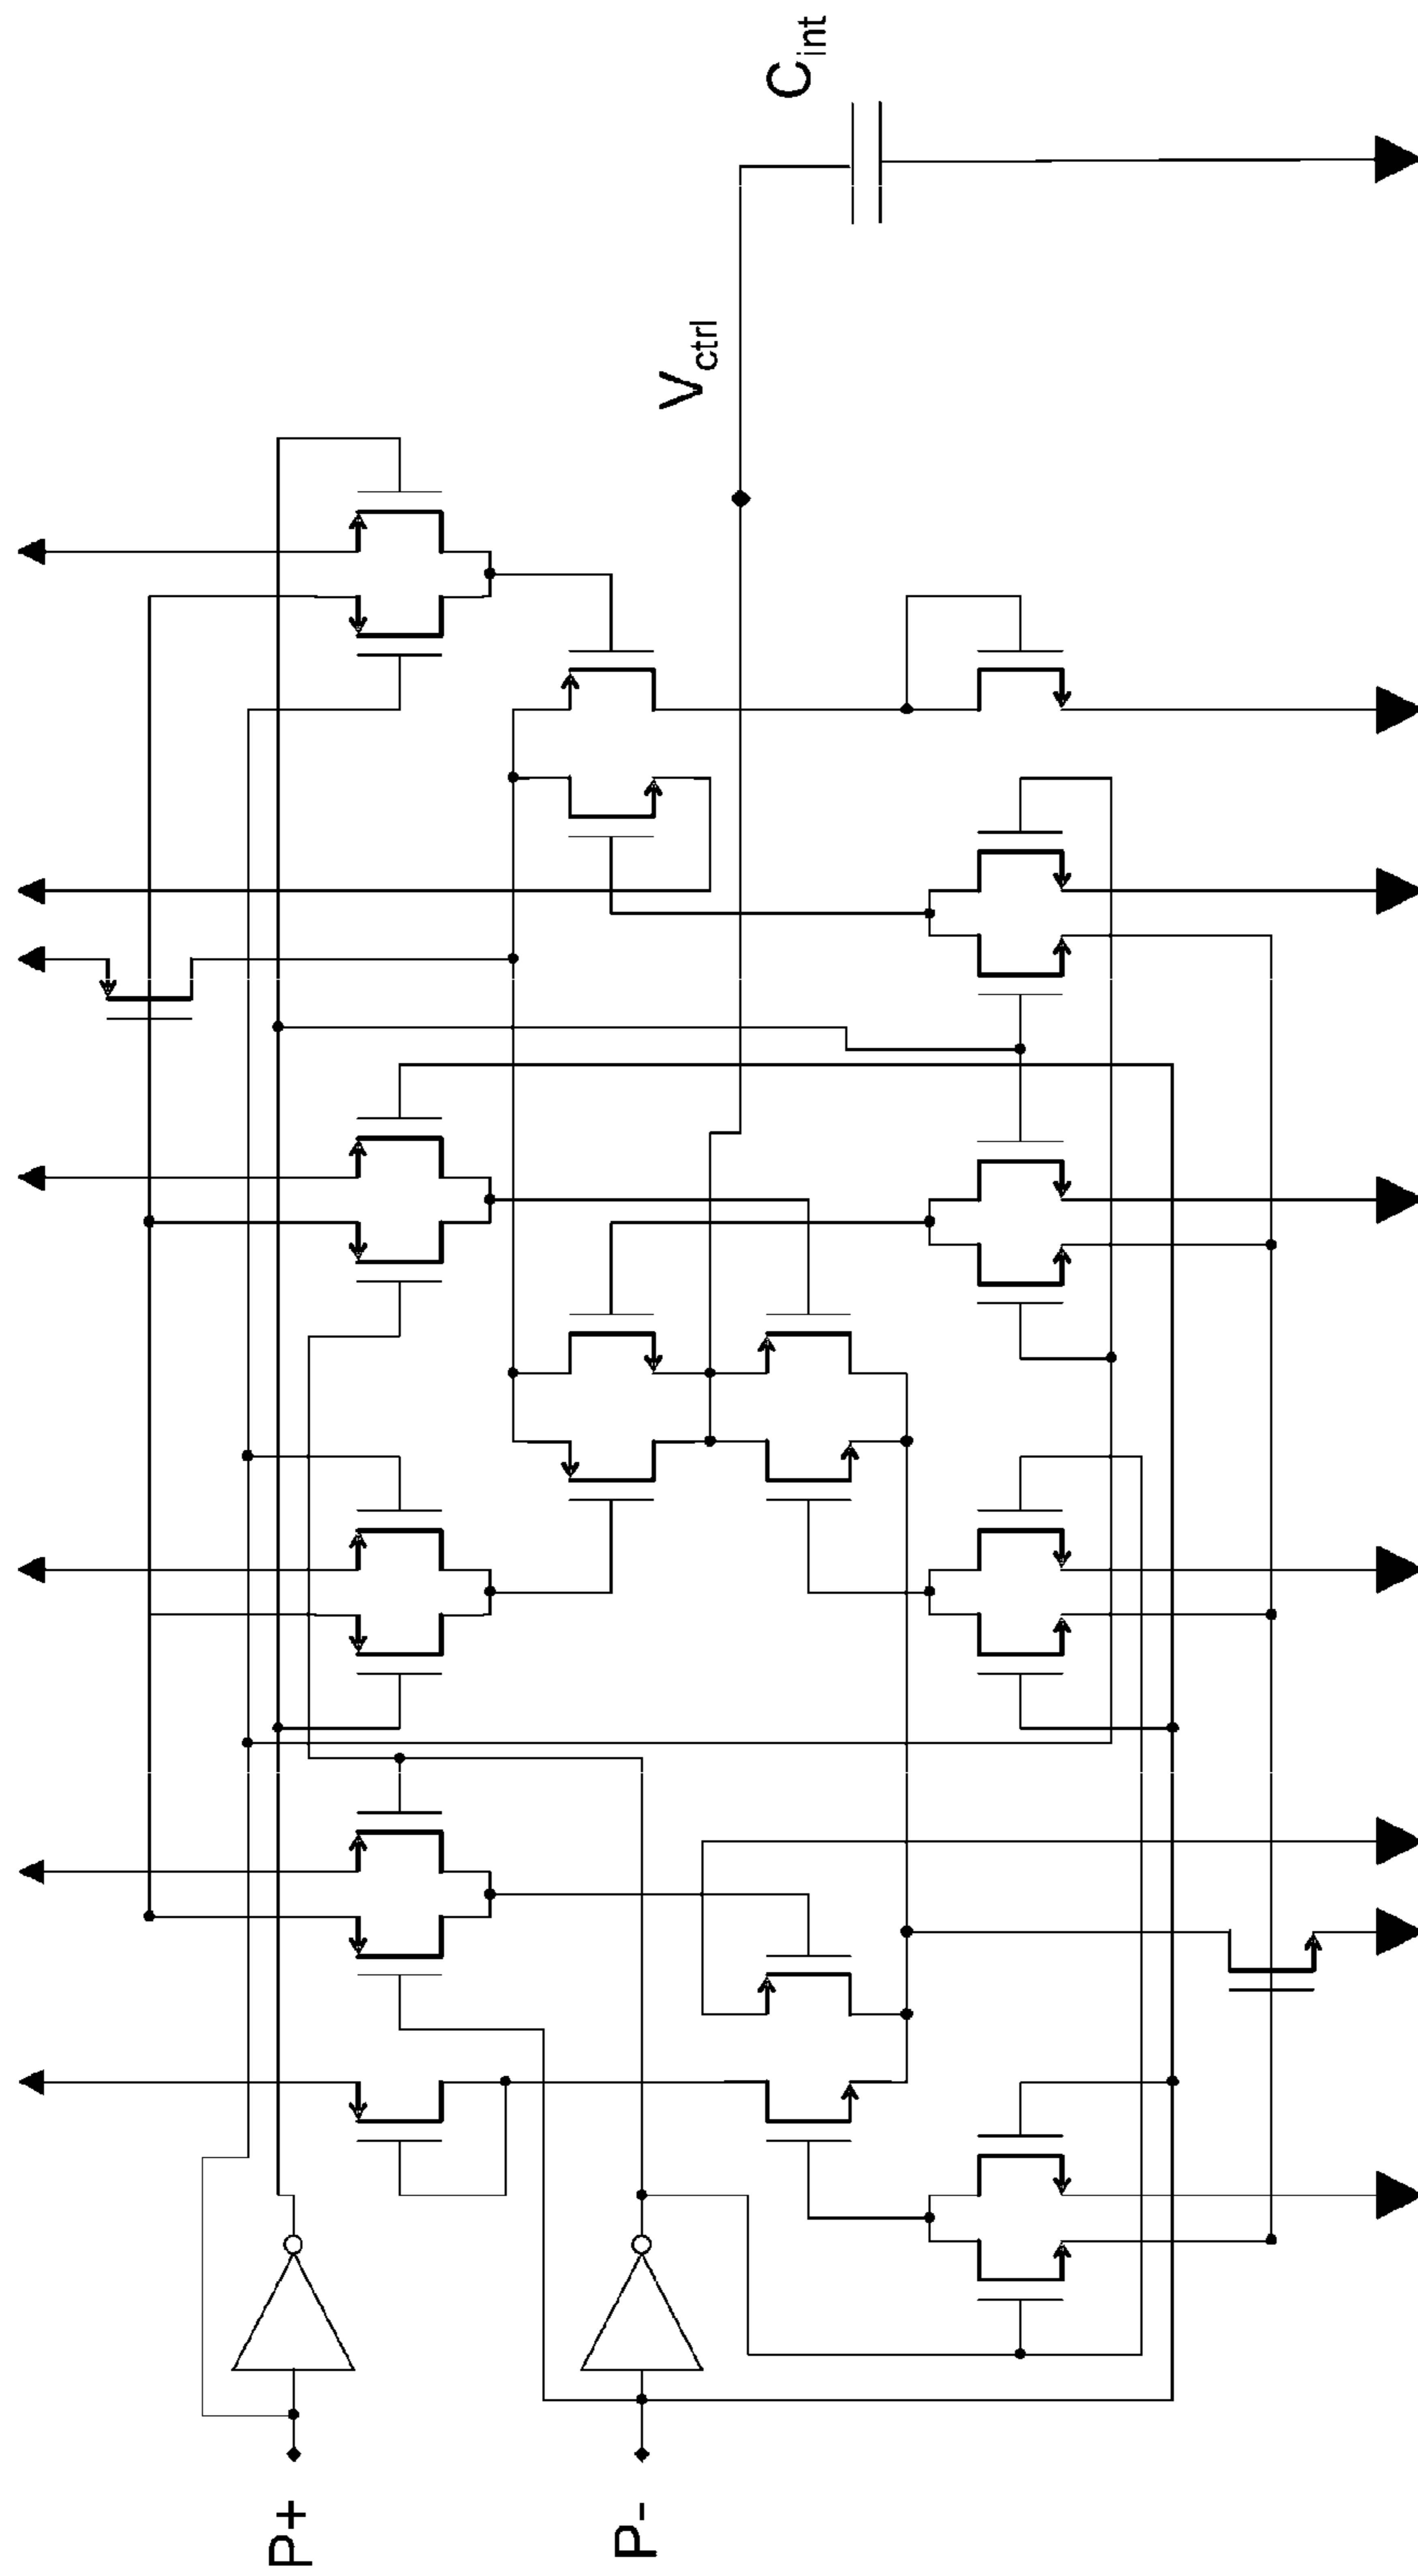 P+
P-
V_ctrl
C_int